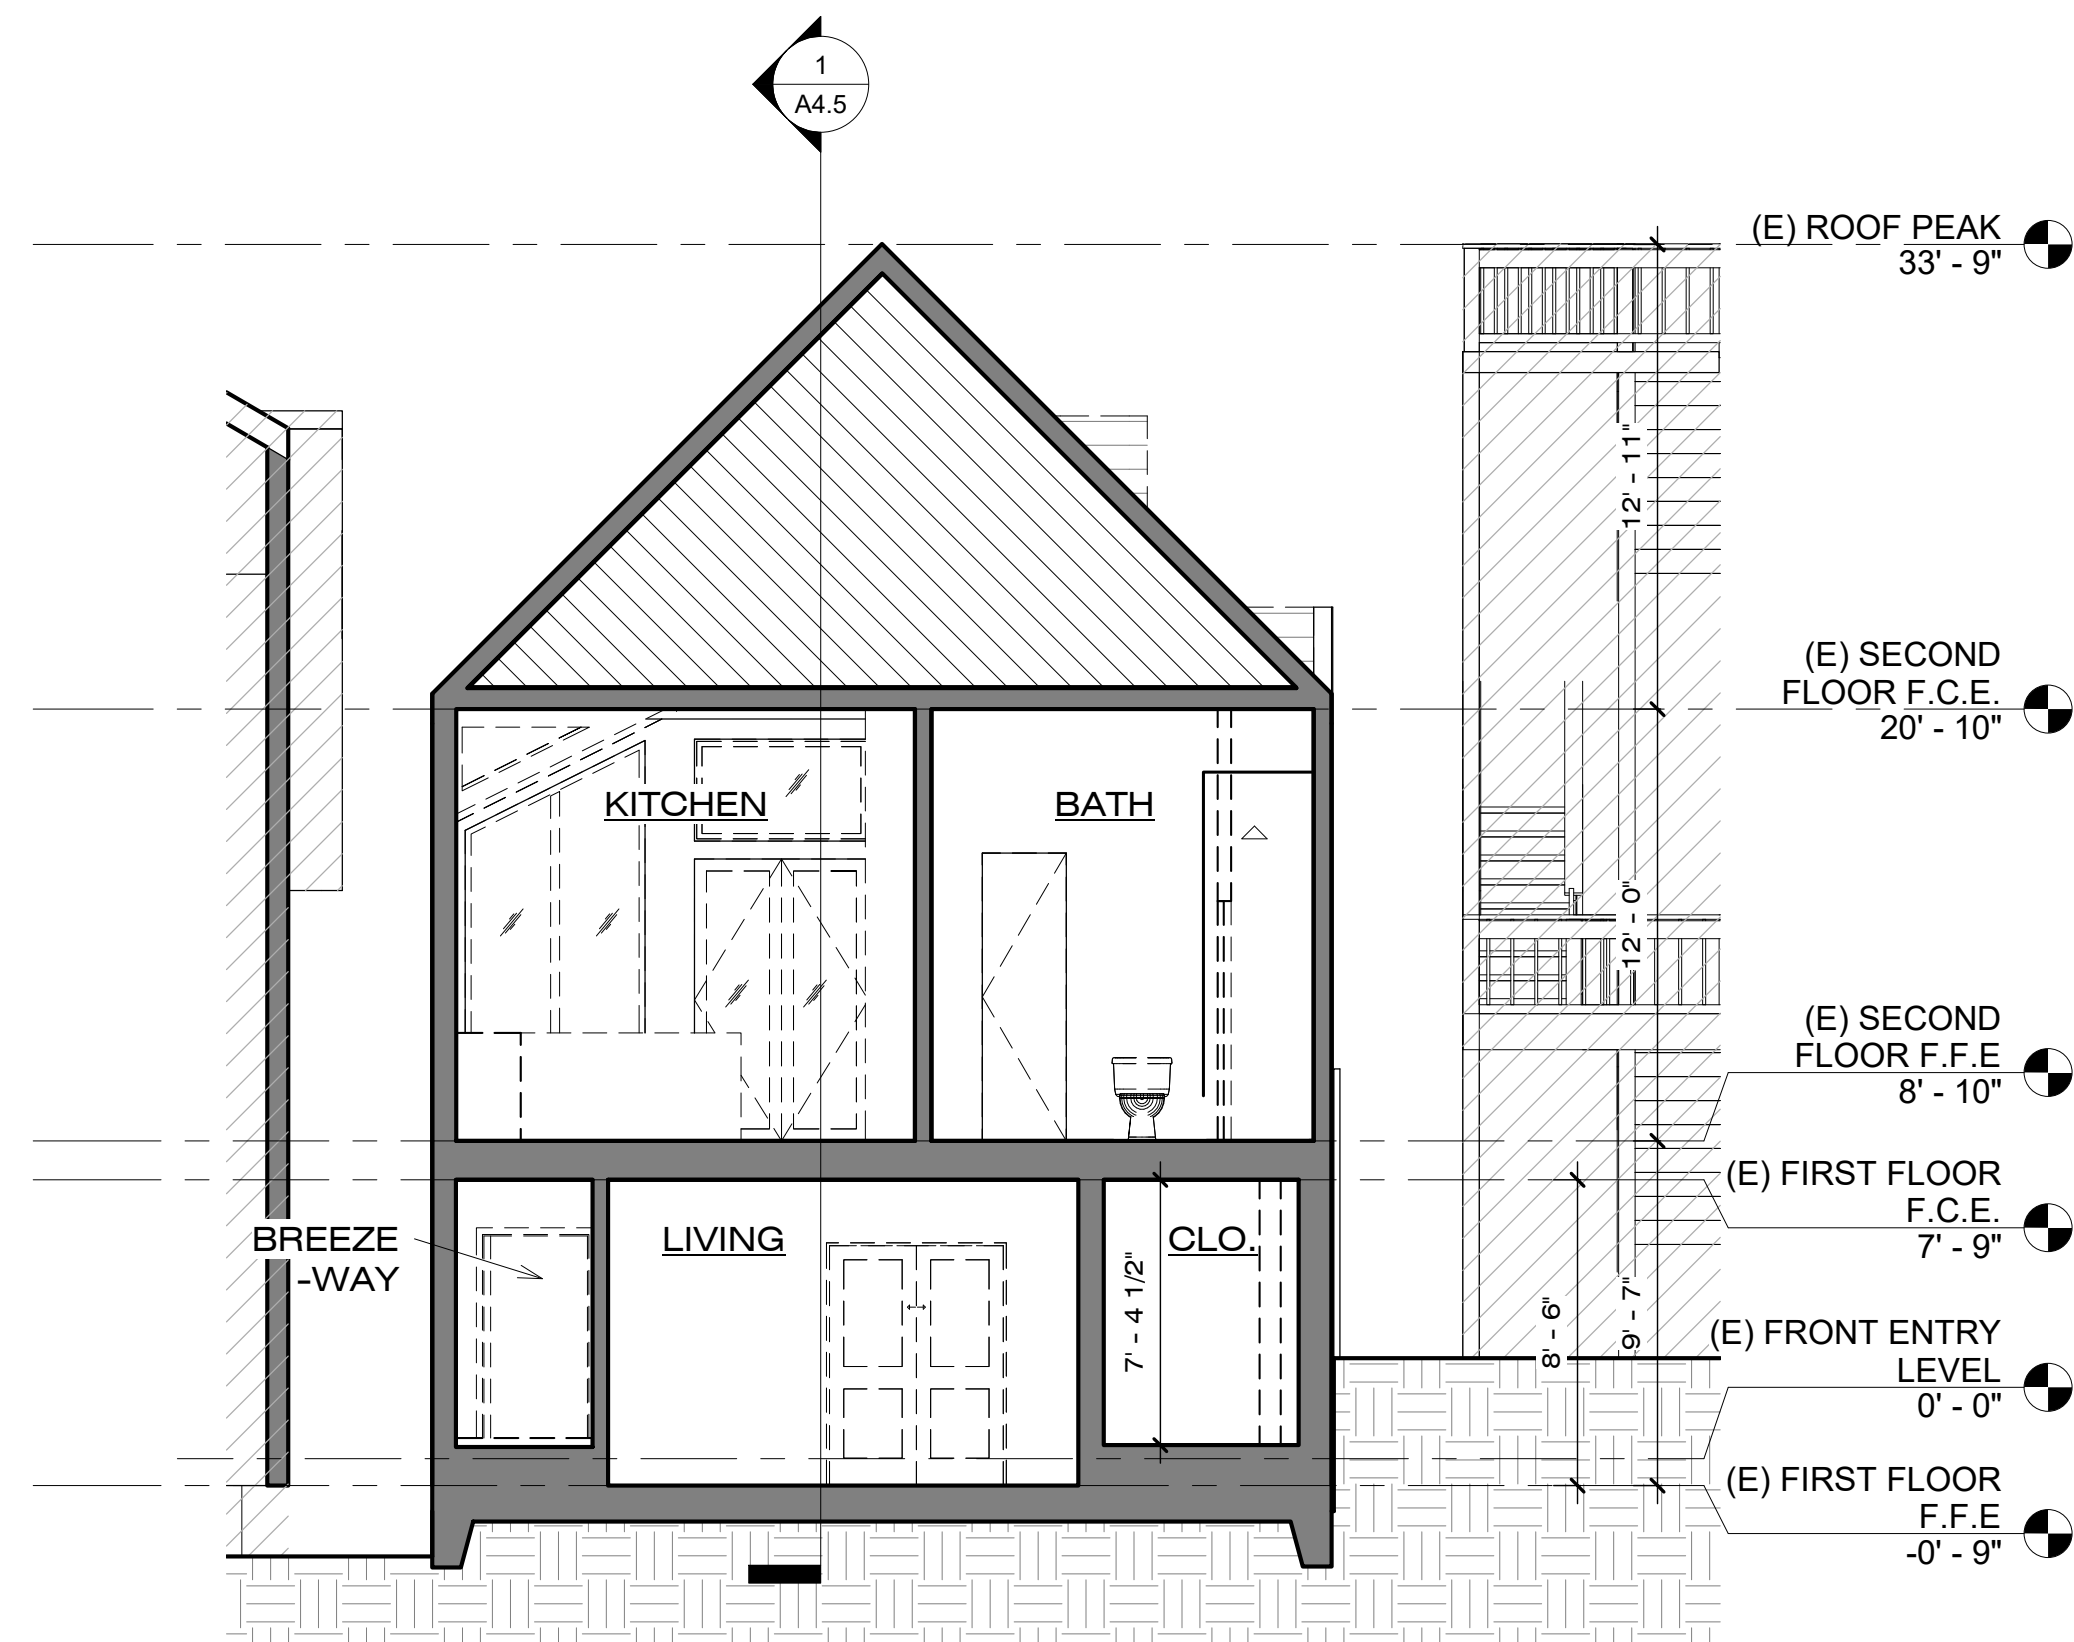 1
A4.5
(E) ROOF PEAK
33' - 9"
12' - 11"
(E) SECOND
FLOOR F.C.E.
20' - 10"
KITCHEN
BATH
12' - 0"
(E) SECOND
FLOOR F.F.E
8' - 10"
(E) FIRST FLOOR
F.C.E.
7' - 9"
BREEZE
-WAY
LIVING
CLO.
7' - 4 1/2"
8' - 6"
9' - 7"
(E) FRONT ENTRY
LEVEL
0' - 0"
(E) FIRST FLOOR
F.F.E
-0' - 9"